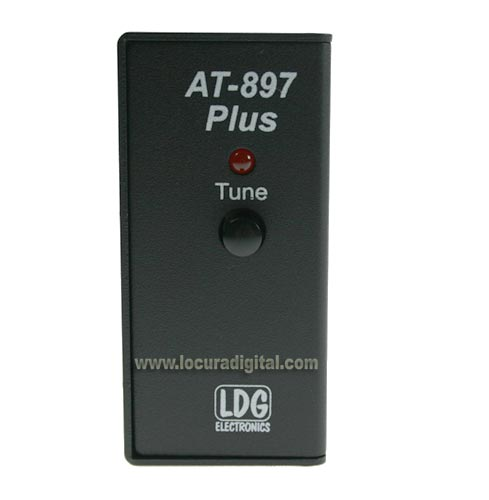 AT-897
Plus
Tune
www.locuradigital.com
LDG
ELECTRONICS